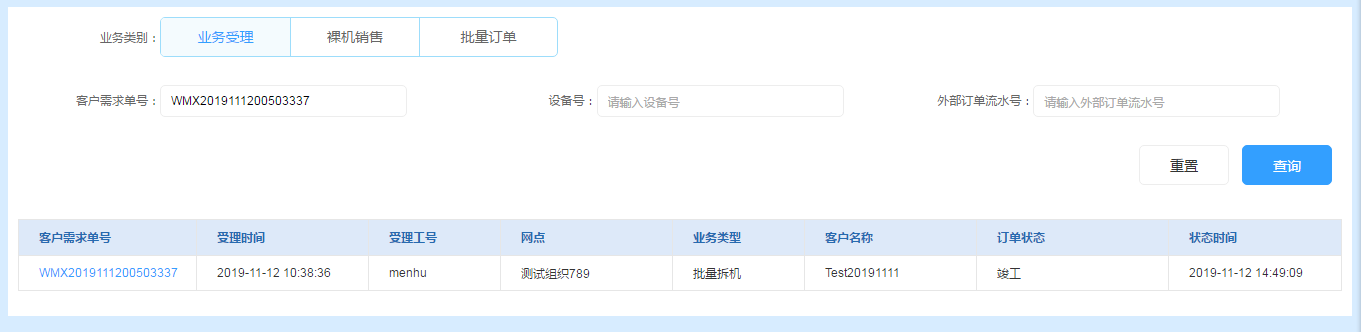 业务类别： 业务受理 裸机销售 批量订单
客户需求单号： WMX2019111200503337 设备号： 请输入设备号 外部订单流水号： 请输入外部订单流水号
重置 查询
客户需求单号 受理时间 受理工号 网点 业务类型 客户名称 订单状态 状态时间
WMX2019111200503337 2019-11-12 10:38:36 menhu 测试组织789 批量拆机 Test20191111 竣工 2019-11-12 14:49:09